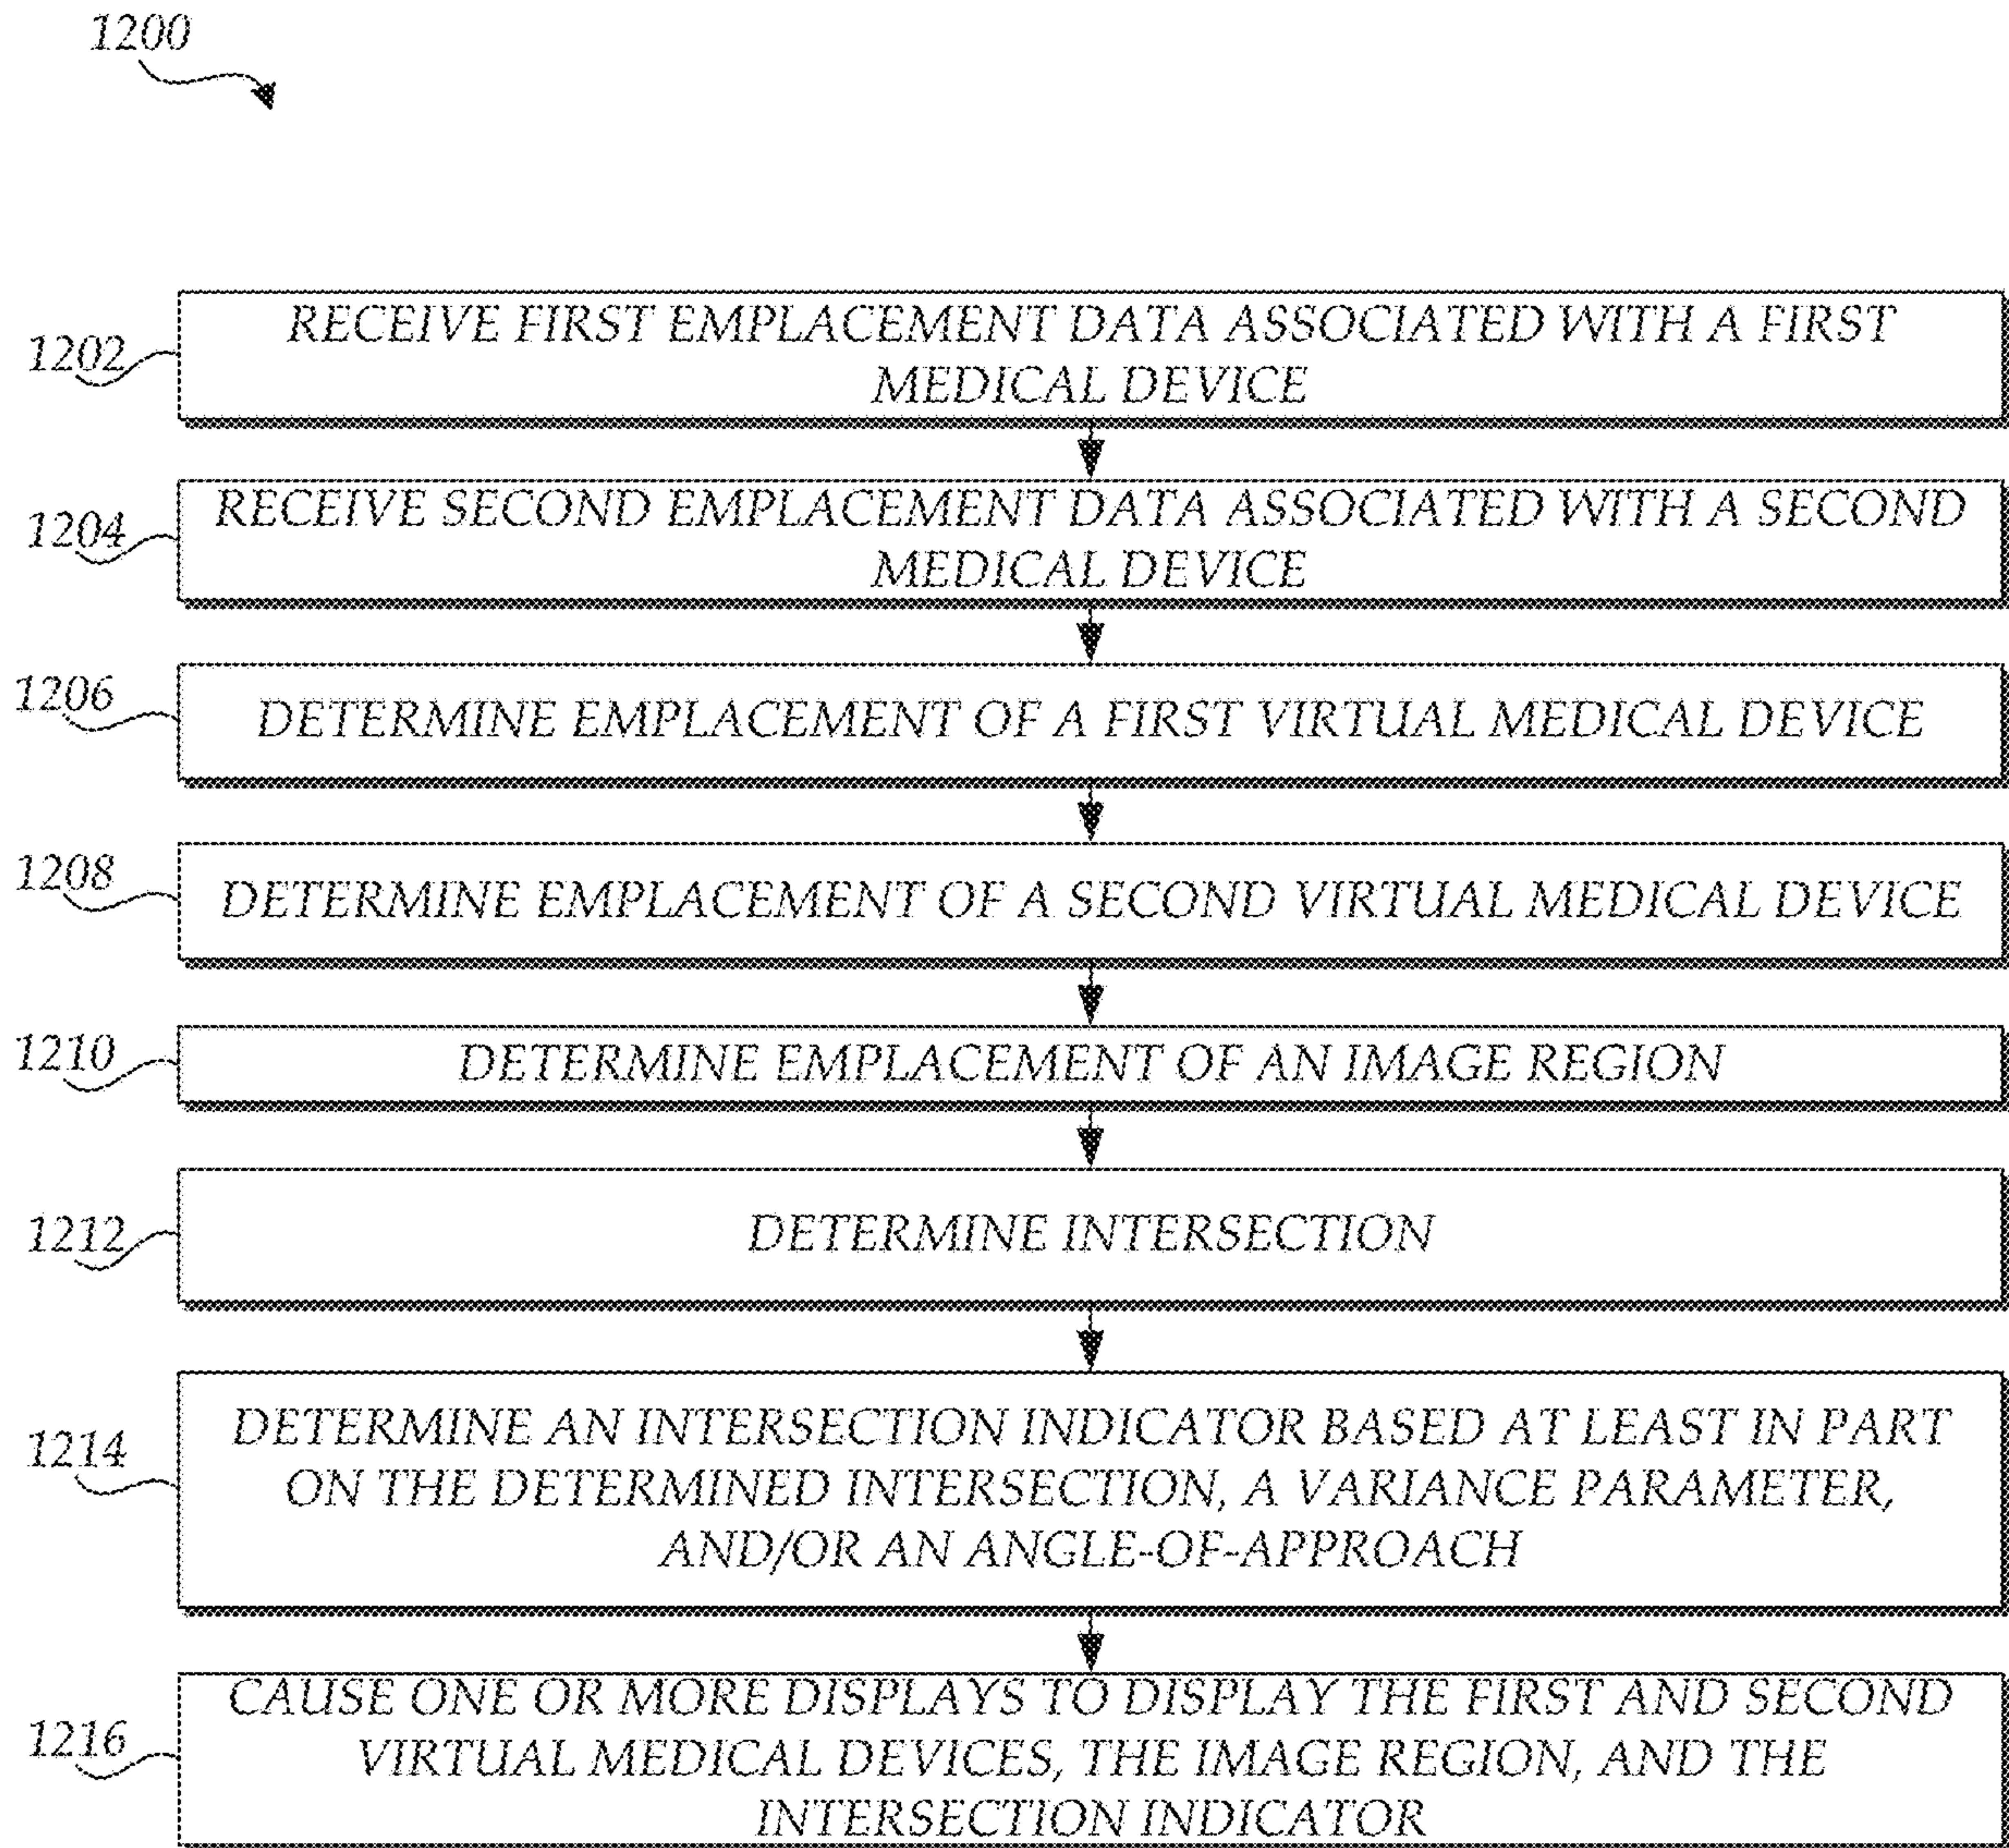 1200
1202
RECEIVE FIRST EMPLACEMENT DATA ASSOCIATED WITH A FIRST
MEDICAL DEVICE
1204
RECEIVE SECOND EMPLACEMENT DATA ASSOCIATED WITH A SECOND
MEDICAL DEVICE
1206
DETERMINE EMPLACEMENT OF A FIRST VIRTUAL MEDICAL DEVICE
1208
DETERMINE EMPLACEMENT OF A SECOND VIRTUAL MEDICAL DEVICE
1210
DETERMINE EMPLACEMENT OF AN IMAGE REGION
1212
DETERMINE INTERSECTION
1214
DETERMINE AN INTERSECTION INDICATOR BASED AT LEAST IN PART
ON THE DETERMINED INTERSECTION, A VARIANCE PARAMETER,
AND/OR AN ANGLE-OF-APPROACH
1216
CAUSE ONE OR MORE DISPLAYS TO DISPLAY THE FIRST AND SECOND
VIRTUAL MEDICAL DEVICES, THE IMAGE REGION, AND THE
INTERSECTION INDICATOR